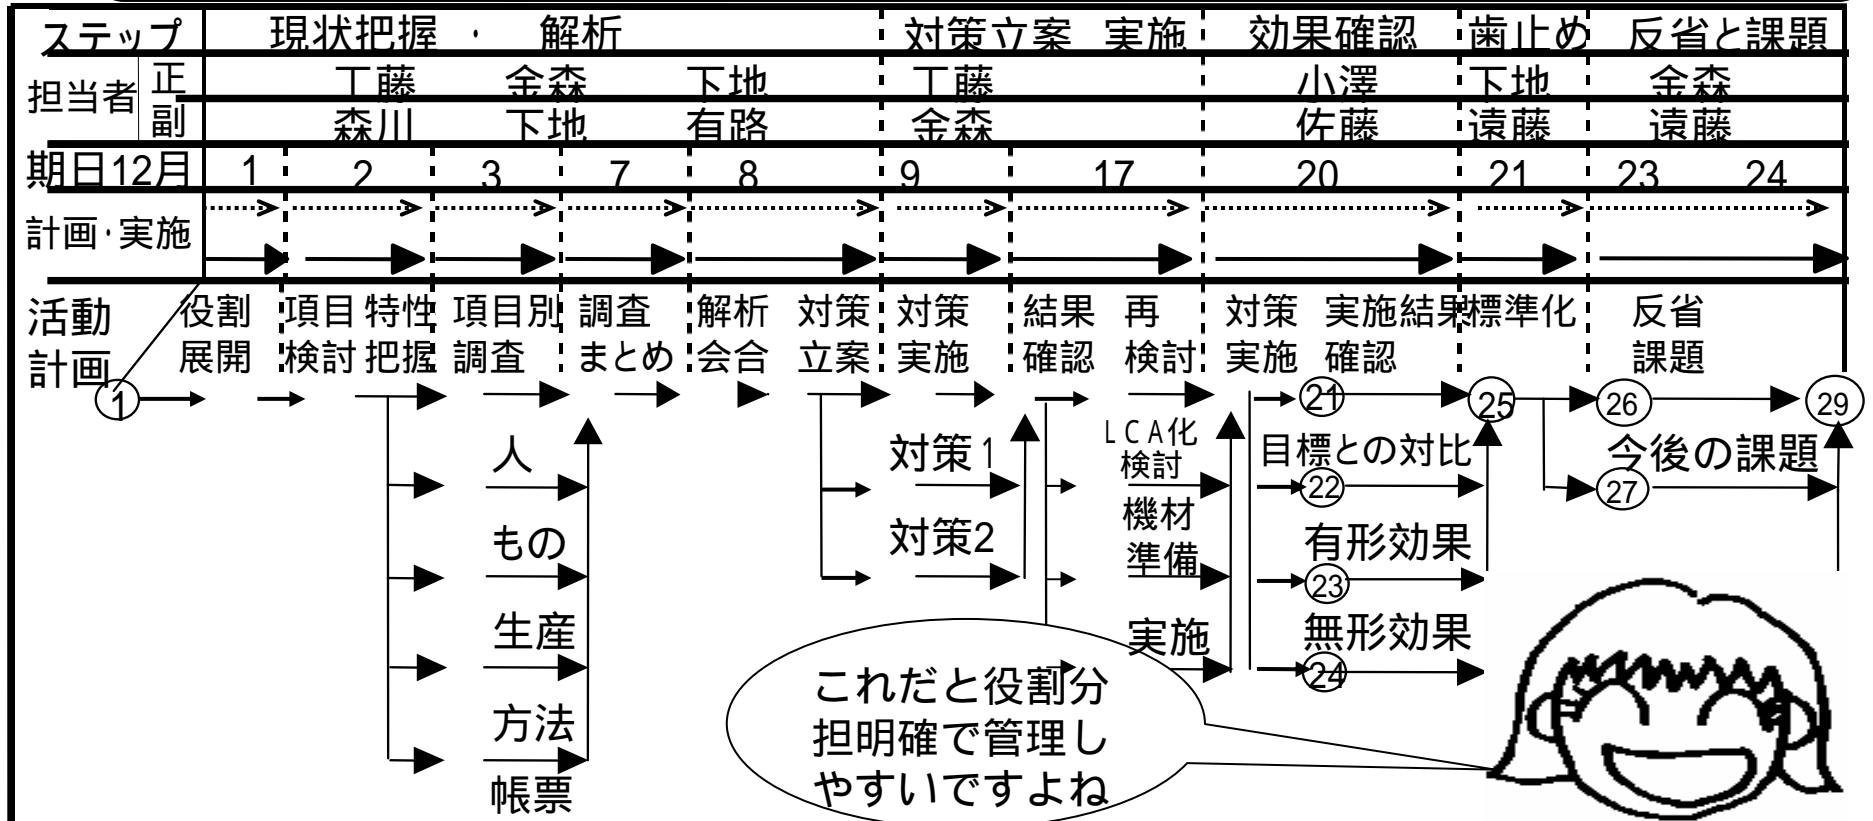 ステップ 現状把握 ・ 解析 対策立案 実施 効果確認 歯止め 反省と課題
担当者 正 工藤 金森 下地 工藤 小澤 下地 金森
副 森川 下地 有路 金森 佐藤 遠藤 遠藤
期日12月 1 2 3 7 8 9 17 20 21 23 24
計画・実施
活動 役割 項目 特性 項目別 調査 解析 対策 対策 結果 再 対策 実施結果 標準化 反省
計画 展開 検討 把握 調査 まとめ 会合 立案 実施 確認 検討 実施 確認 課題
1 21 25 26 29
人 対策1 LCA化 目標との対比 今後の課題
検討
22 27
もの 対策2 機材 有形効果
準備
23
生産 実施 無形効果
24
方法
帳票
これだと役割分
担明確で管理し
やすいですよね